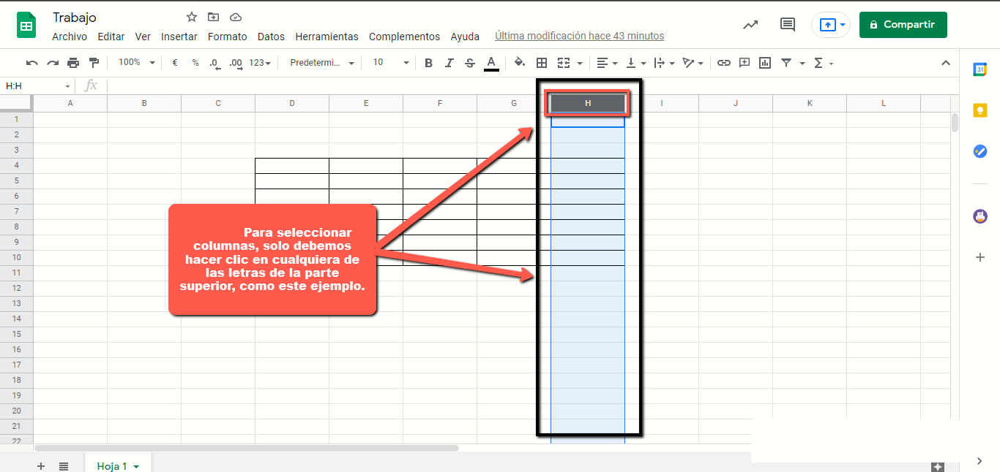 Trabajo
Archivo Editar Ver Insertar Formato Datos Herramientas Complementos Ayuda Última modificación hace 43 minutos
Compartir
100% € % .0 .00 123 Predetermi... 10 B I S A Σ
31
H:H fx
A B C D E F G H I J K L
1
2
3
4
5
6
7
8
9
10
11
12
13
14
15
16
17
18
19
20
21
22
Para seleccionar
columnas, solo debemos
hacer clic en cualquiera de
las letras de la parte
superior, como este ejemplo.
Hoja 1